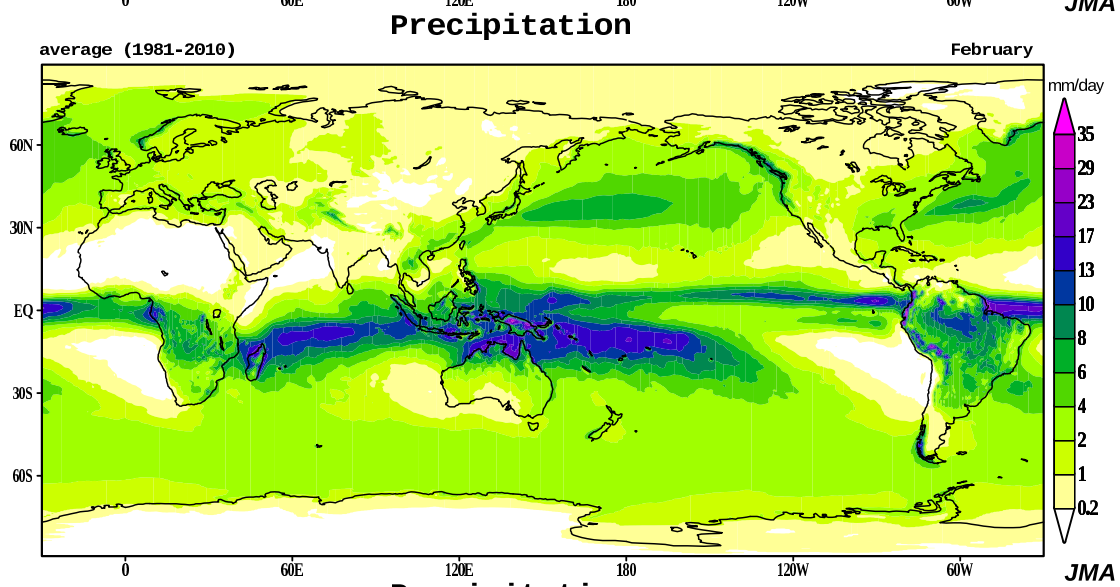 0 60E 120E 180 120W 60W JMA
Precipitation
average (1981-2010) February
mm/day
35
60N
29
23
30N
17
13
10
EQ
8
6
30S
4
2
60S
1
0.2
0 60E 120E 180 120W 60W JMA
Precipitation